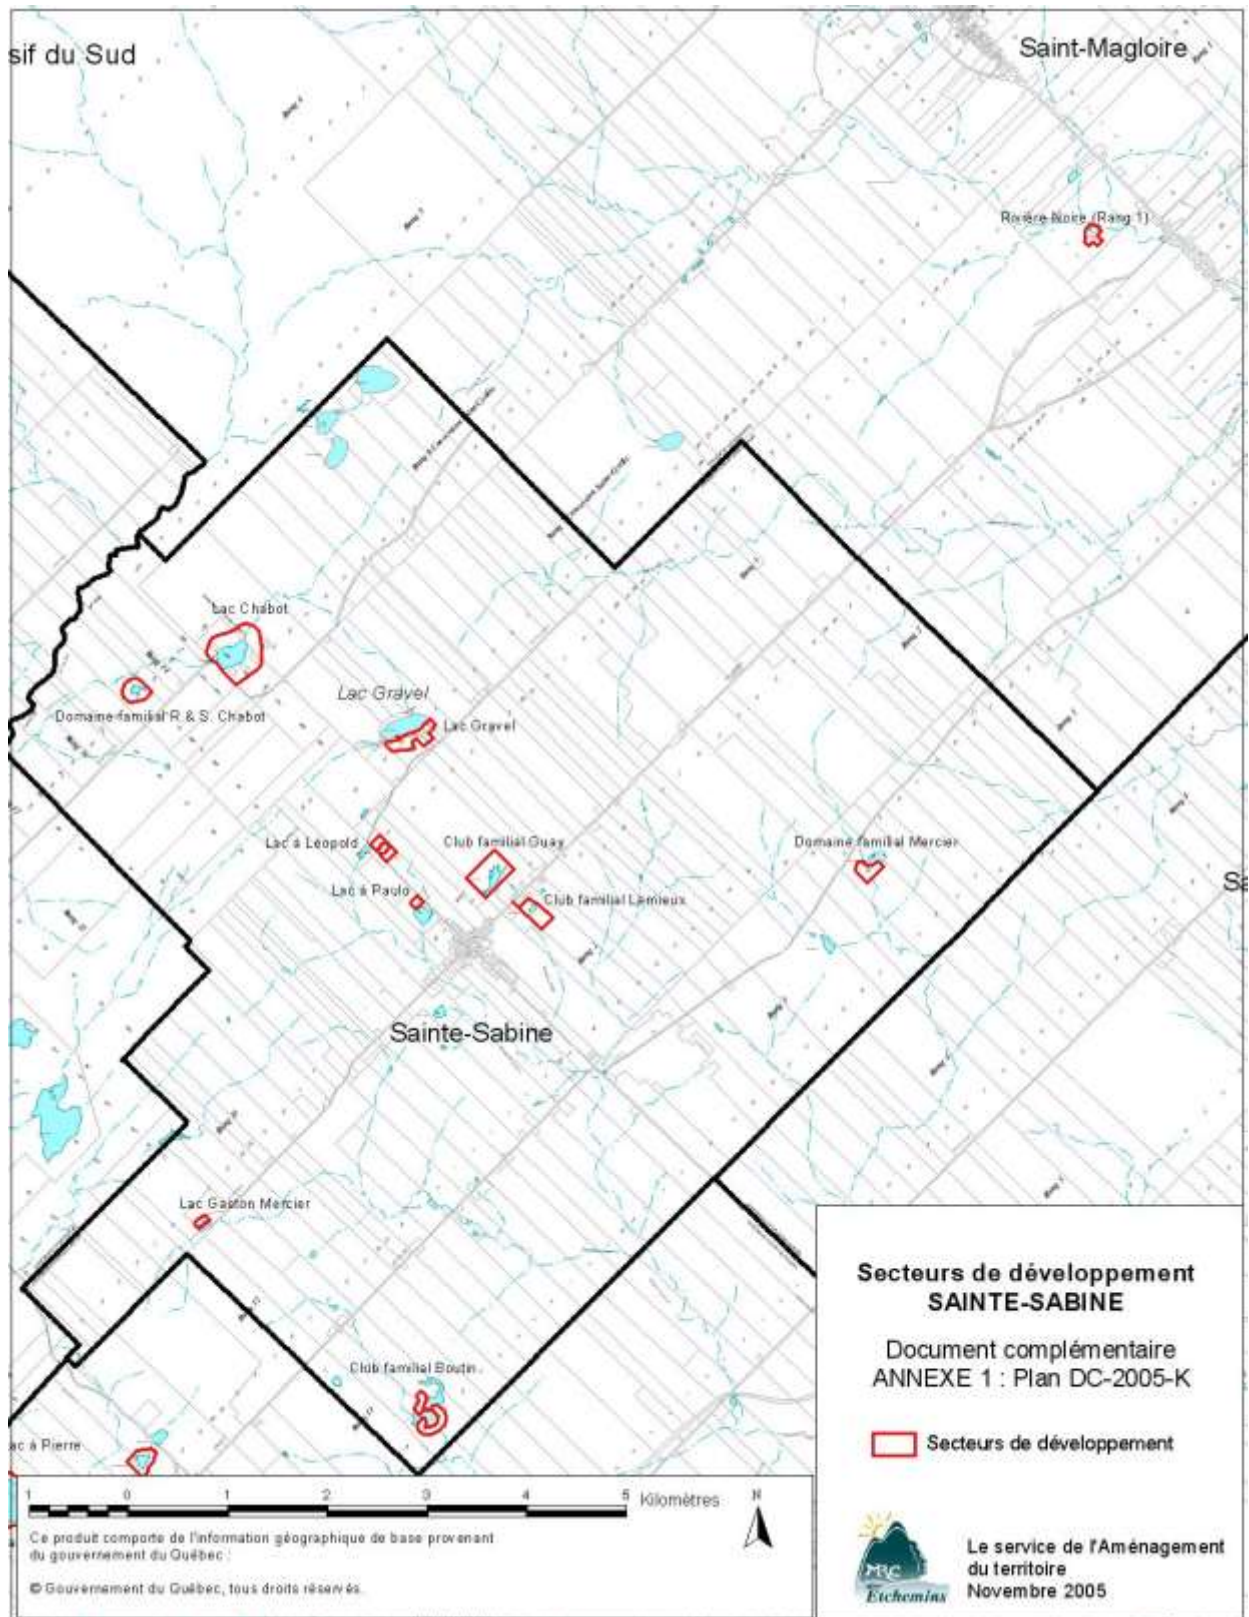 sif du Sud
Saint-Magloire
Rivière Noire (Rang 1)
Lac Chabot
Domaine familial R & S. Chabot
Lac Gravel
Lac Gravel
Lac à Léopold
Club familial Guay
Domaine familial Mercier
Lac à Paulo
Club familial Lemieux
Sa
Sainte-Sabine
Lac Gaston Mercier
Club familial Boutin
ac à Pierre
Secteurs de développement
SAINTE-SABINE
Document complémentaire
ANNEXE 1 : Plan DC-2005-K
Secteurs de développement
1 0 1 2 3 4 5 Kilomètres
N
Ce produit comporte de l'information géographique de base provenant
du gouvernement du Québec :
© Gouvernement du Québec, tous droits réservés.
MRC
Etchemins
Le service de l'Aménagement
du territoire
Novembre 2005